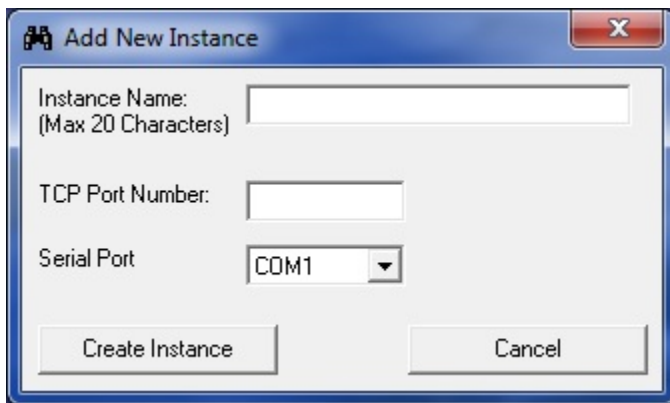 Add New Instance
Instance Name:
(Max 20 Characters)
TCP Port Number:
Serial Port
COM1
Create Instance
Cancel